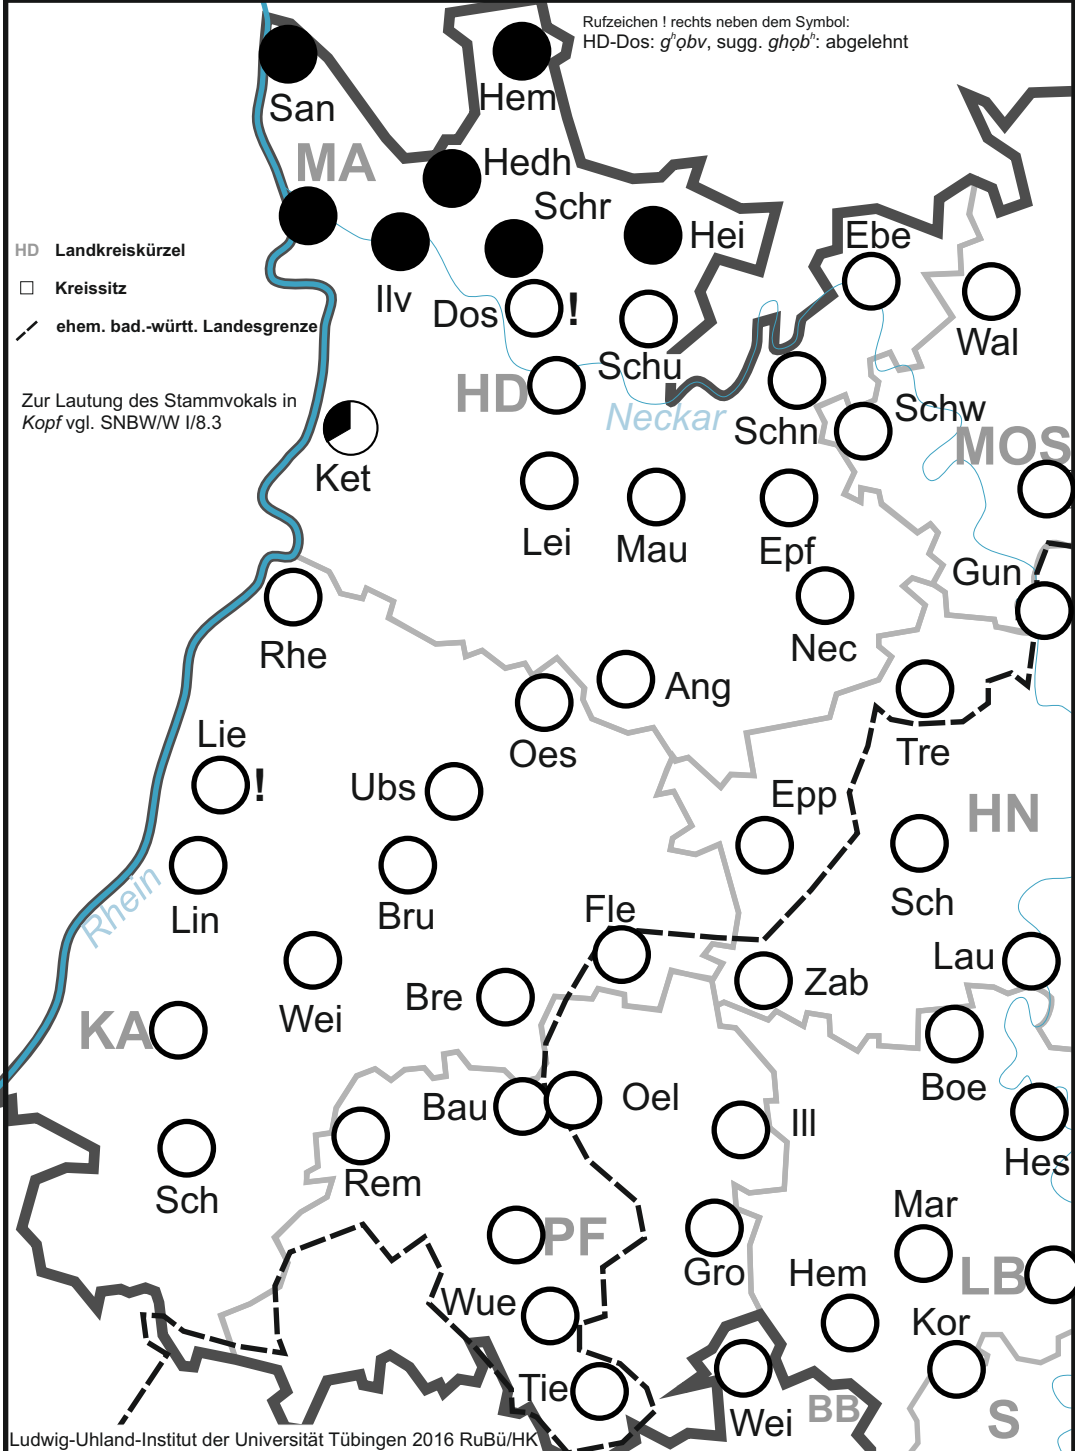 Rufzeichen ! rechts neben dem Symbol:
HD-Dos: gʰo̜bv, sugg. gho̜bʰ: abgelehnt
San
Hem
MA
Hedh
Schr
Hei
Ebe
HD Landkreiskürzel
Kreissitz
ehem. bad.-württ. Landesgrenze
Ilv
Dos !
Wal
Schu
HD
Neckar
Schn
Schw
MOS
Zur Lautung des Stammvokals in
Kopf vgl. SNBW/W I/8.3
Ket
Lei
Mau
Epf
Gun
Rhe
Nec
Ang
Lie !
Oes
Tre
Ubs
Epp
HN
Rhein
Lin
Bru
Fle
Sch
Lau
Wei
Bre
Zab
KA
Bau
Oel
Ill
Boe
Hes
Sch
Rem
Mar
PF
Gro
Hem
LB
Wue
Kor
Tie
Wei
BB
S
Ludwig-Uhland-Institut der Universität Tübingen 2016 RuBü/HK